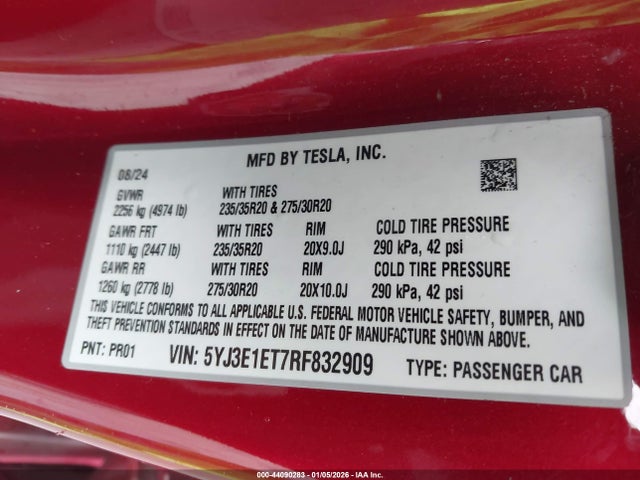 MFD BY TESLA, INC.
08/24
GVWR WITH TIRES
2256 kg (4974 lb) 235/35R20 & 275/30R20
GAWR FRT WITH TIRES RIM COLD TIRE PRESSURE
1110 kg (2447 lb) 235/35R20 20X9.0J 290 kPa, 42 psi
GAWR RR WITH TIRES RIM COLD TIRE PRESSURE
1260 kg (2778 lb) 275/30R20 20X10.0J 290 kPa, 42 psi
THIS VEHICLE CONFORMS TO ALL APPLICABLE U.S. FEDERAL MOTOR VEHICLE SAFETY, BUMPER, AND
THEFT PREVENTION STANDARDS IN EFFECT ON THE DATE OF MANUFACTURE SHOWN ABOVE.
PNT: PR01 VIN: 5YJ3E1ET7RF832909 TYPE: PASSENGER CAR
000-44090283 - 01/05/2026 - IAA Inc.